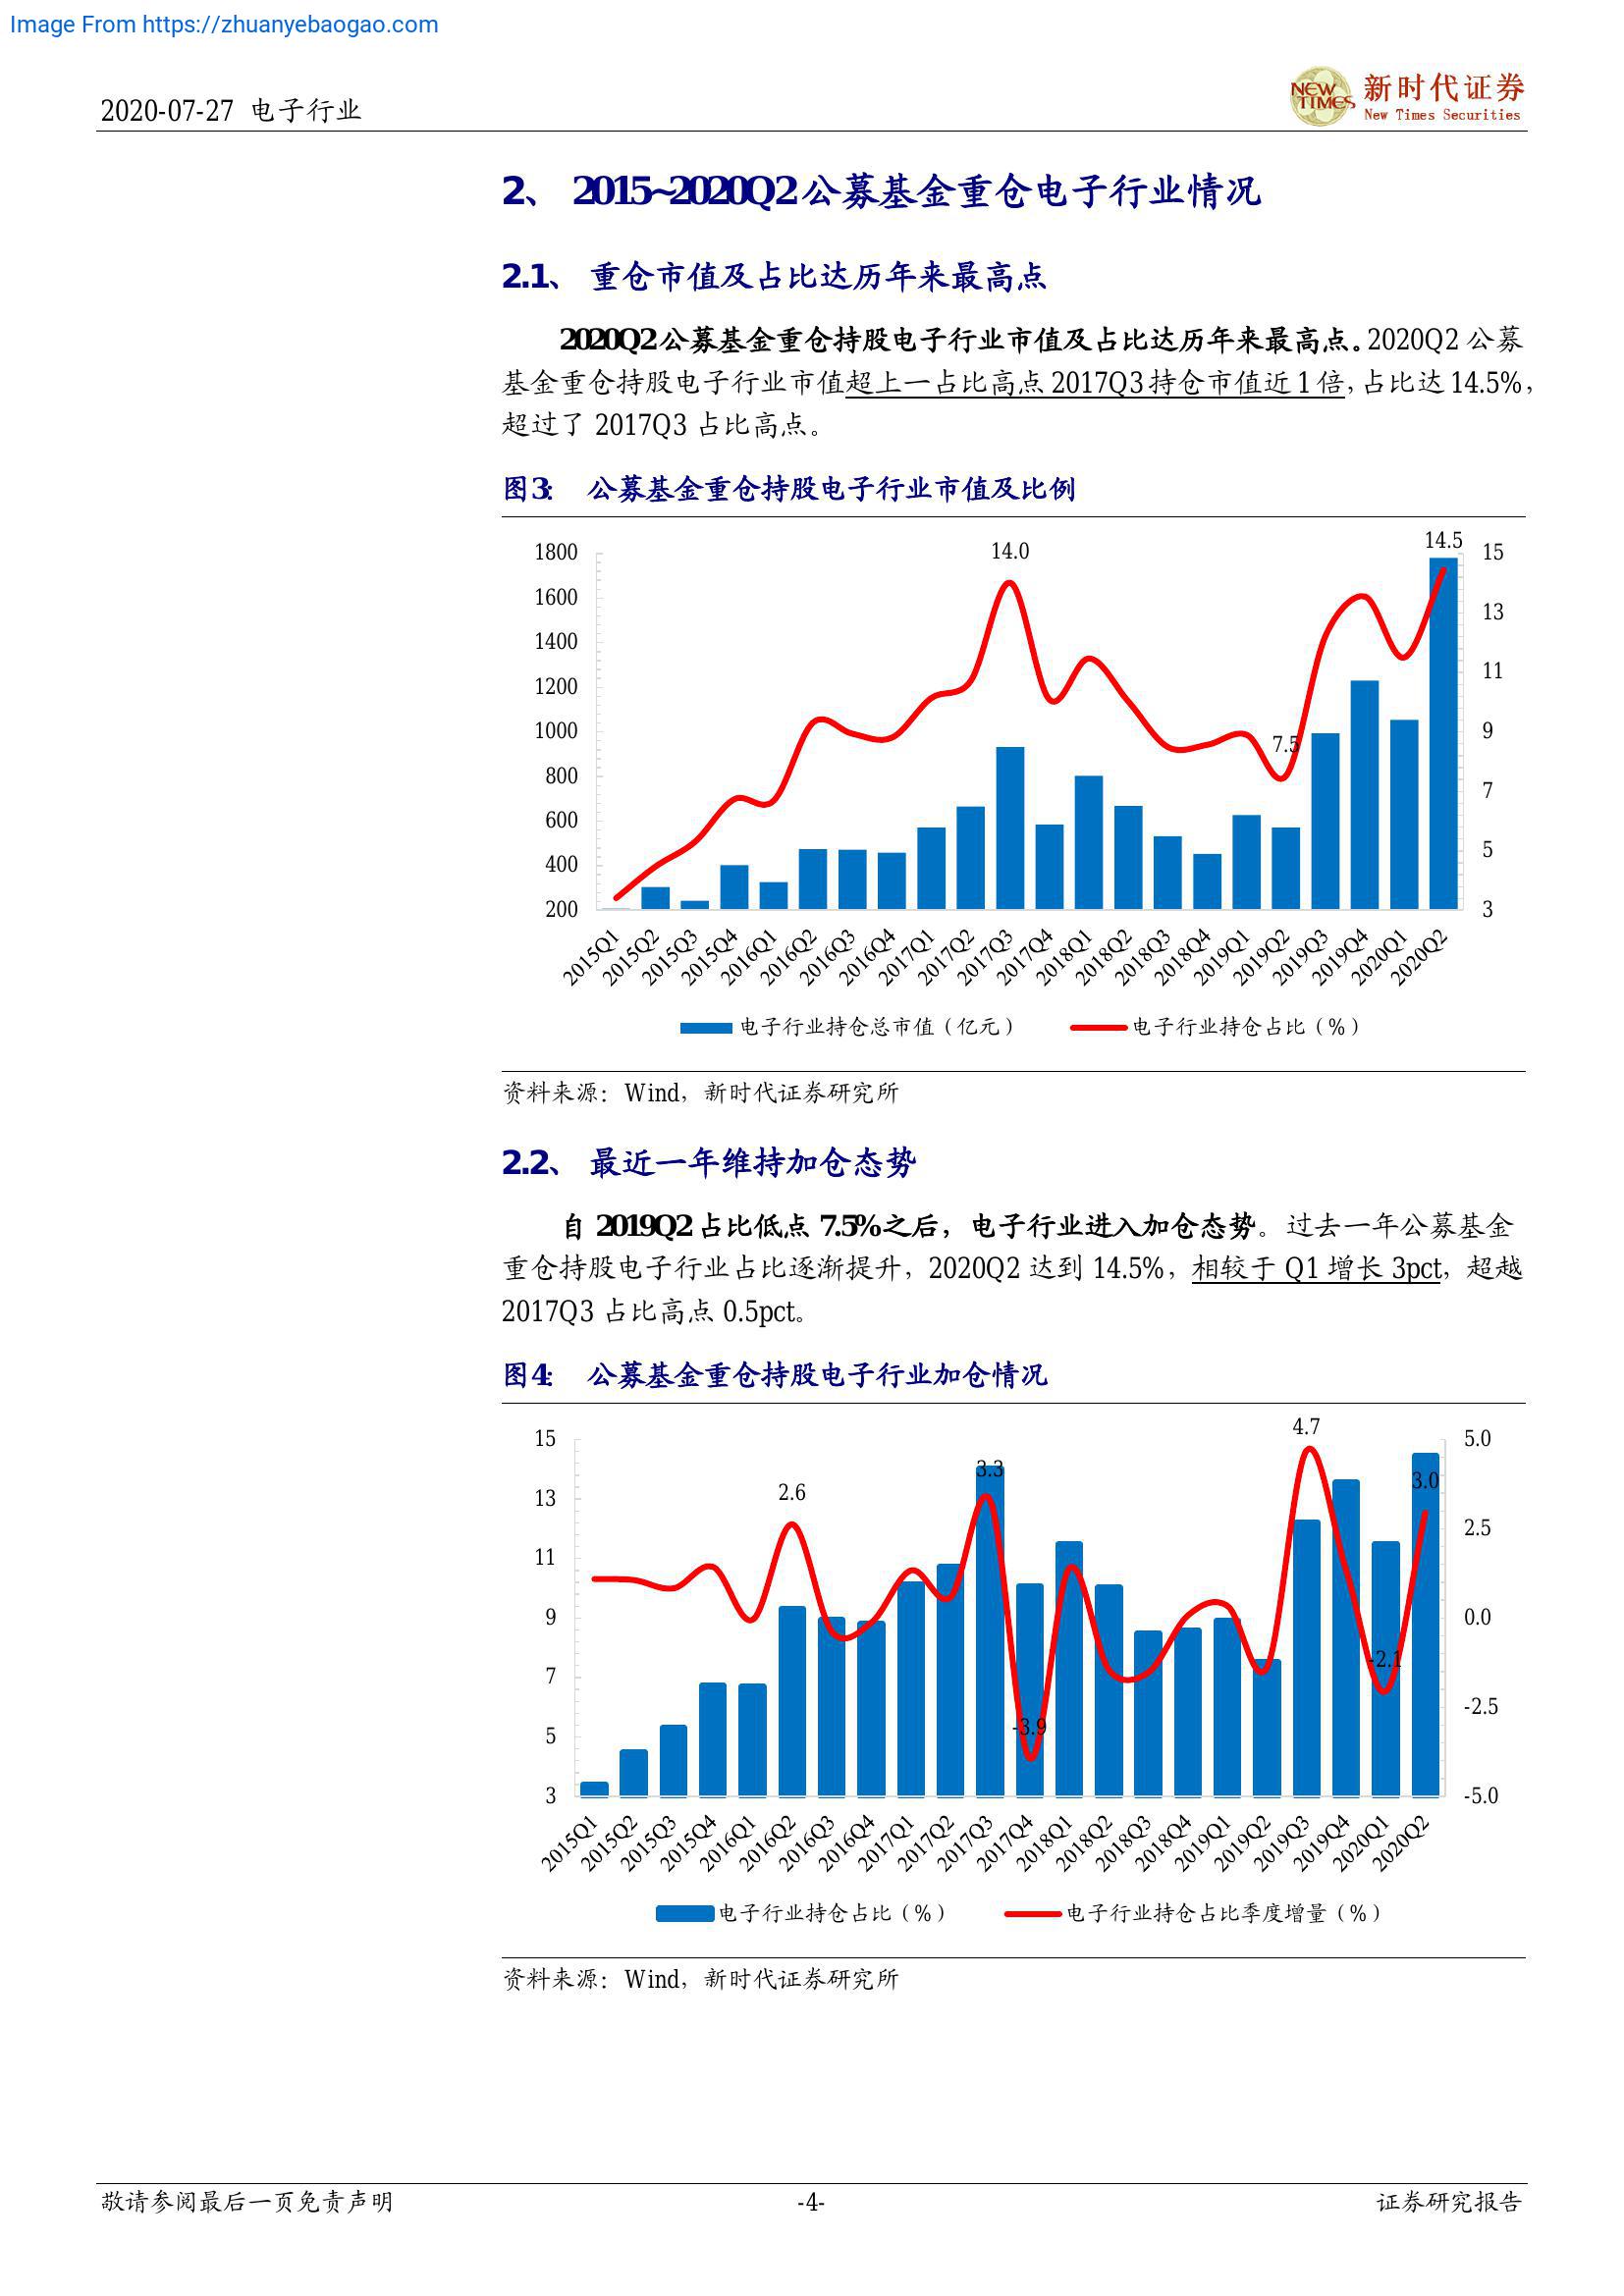 Image From https://zhuanyebaogao.com
2020-07-27 电子行业
NEW TIMES
新时代证券
New Times Securities
2、 2015~2020Q2公募基金重仓电子行业情况
2.1、 重仓市值及占比达历年来最高点
2020Q2公募基金重仓持股电子行业市值及占比达历年来最高点。2020Q2 公募
基金重仓持股电子行业市值超上一占比高点 2017Q3持仓市值近 1 倍，占比达 14.5%，
超过了 2017Q3 占比高点。
图3： 公募基金重仓持股电子行业市值及比例
14.0
14.5
7.5
1800
1600
1400
1200
1000
800
600
400
200
15
13
11
9
7
5
3
2015Q1 2015Q2 2015Q3 2015Q4 2016Q1 2016Q2 2016Q3 2016Q4 2017Q1 2017Q2 2017Q3 2017Q4 2018Q1 2018Q2 2018Q3 2018Q4 2019Q1 2019Q2 2019Q3 2019Q4 2020Q1 2020Q2
电子行业持仓总市值（亿元） 电子行业持仓占比（%）
资料来源：Wind，新时代证券研究所
2.2、 最近一年维持加仓态势
自 2019Q2 占比低点 7.5%之后，电子行业进入加仓态势。过去一年公募基金
重仓持股电子行业占比逐渐提升，2020Q2 达到 14.5%，相较于 Q1 增长 3pct，超越
2017Q3 占比高点 0.5pct。
图4： 公募基金重仓持股电子行业加仓情况
2.6
3.3
-3.9
4.7
-2.1
3.0
15
13
11
9
7
5
3
5.0
2.5
0.0
-2.5
-5.0
2015Q1 2015Q2 2015Q3 2015Q4 2016Q1 2016Q2 2016Q3 2016Q4 2017Q1 2017Q2 2017Q3 2017Q4 2018Q1 2018Q2 2018Q3 2018Q4 2019Q1 2019Q2 2019Q3 2019Q4 2020Q1 2020Q2
电子行业持仓占比（%） 电子行业持仓占比季度增量（%）
资料来源：Wind，新时代证券研究所
敬请参阅最后一页免责声明 -4- 证券研究报告